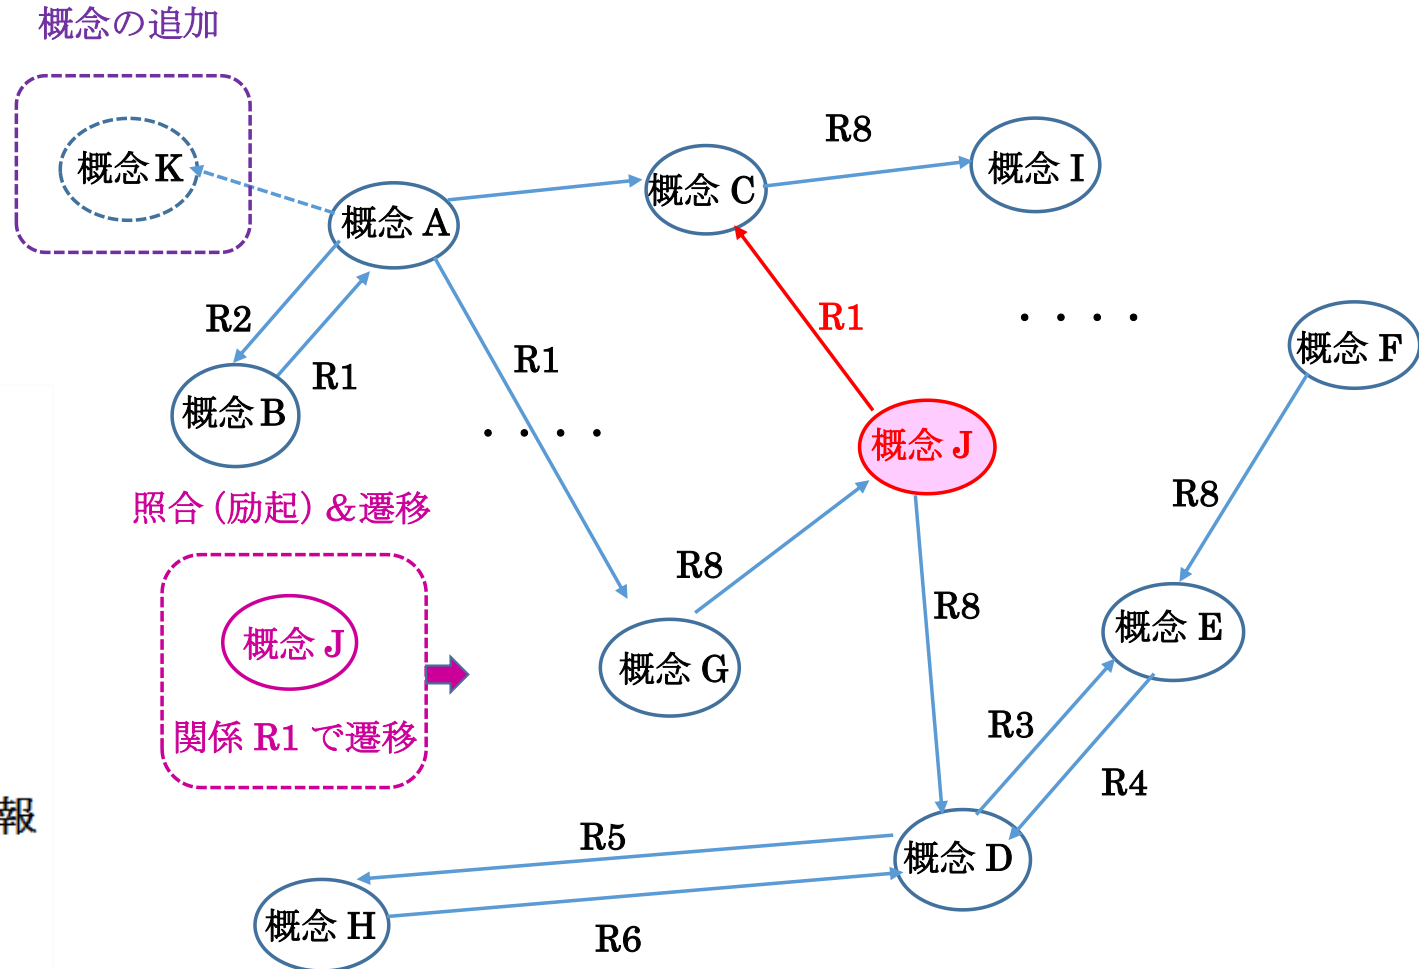 概念の追加
R8
概念 K
概念 C
概念 I
概念 A
R2
R1
R1
R1
概念 F
概念 B
・・・・
・・・・
概念 J
照合(励起)&遷移
R8
R8
R8
概念 E
概念 J
概念 G
関係 R1 で遷移
R3
R4
報
R5
概念 D
概念 H
R6